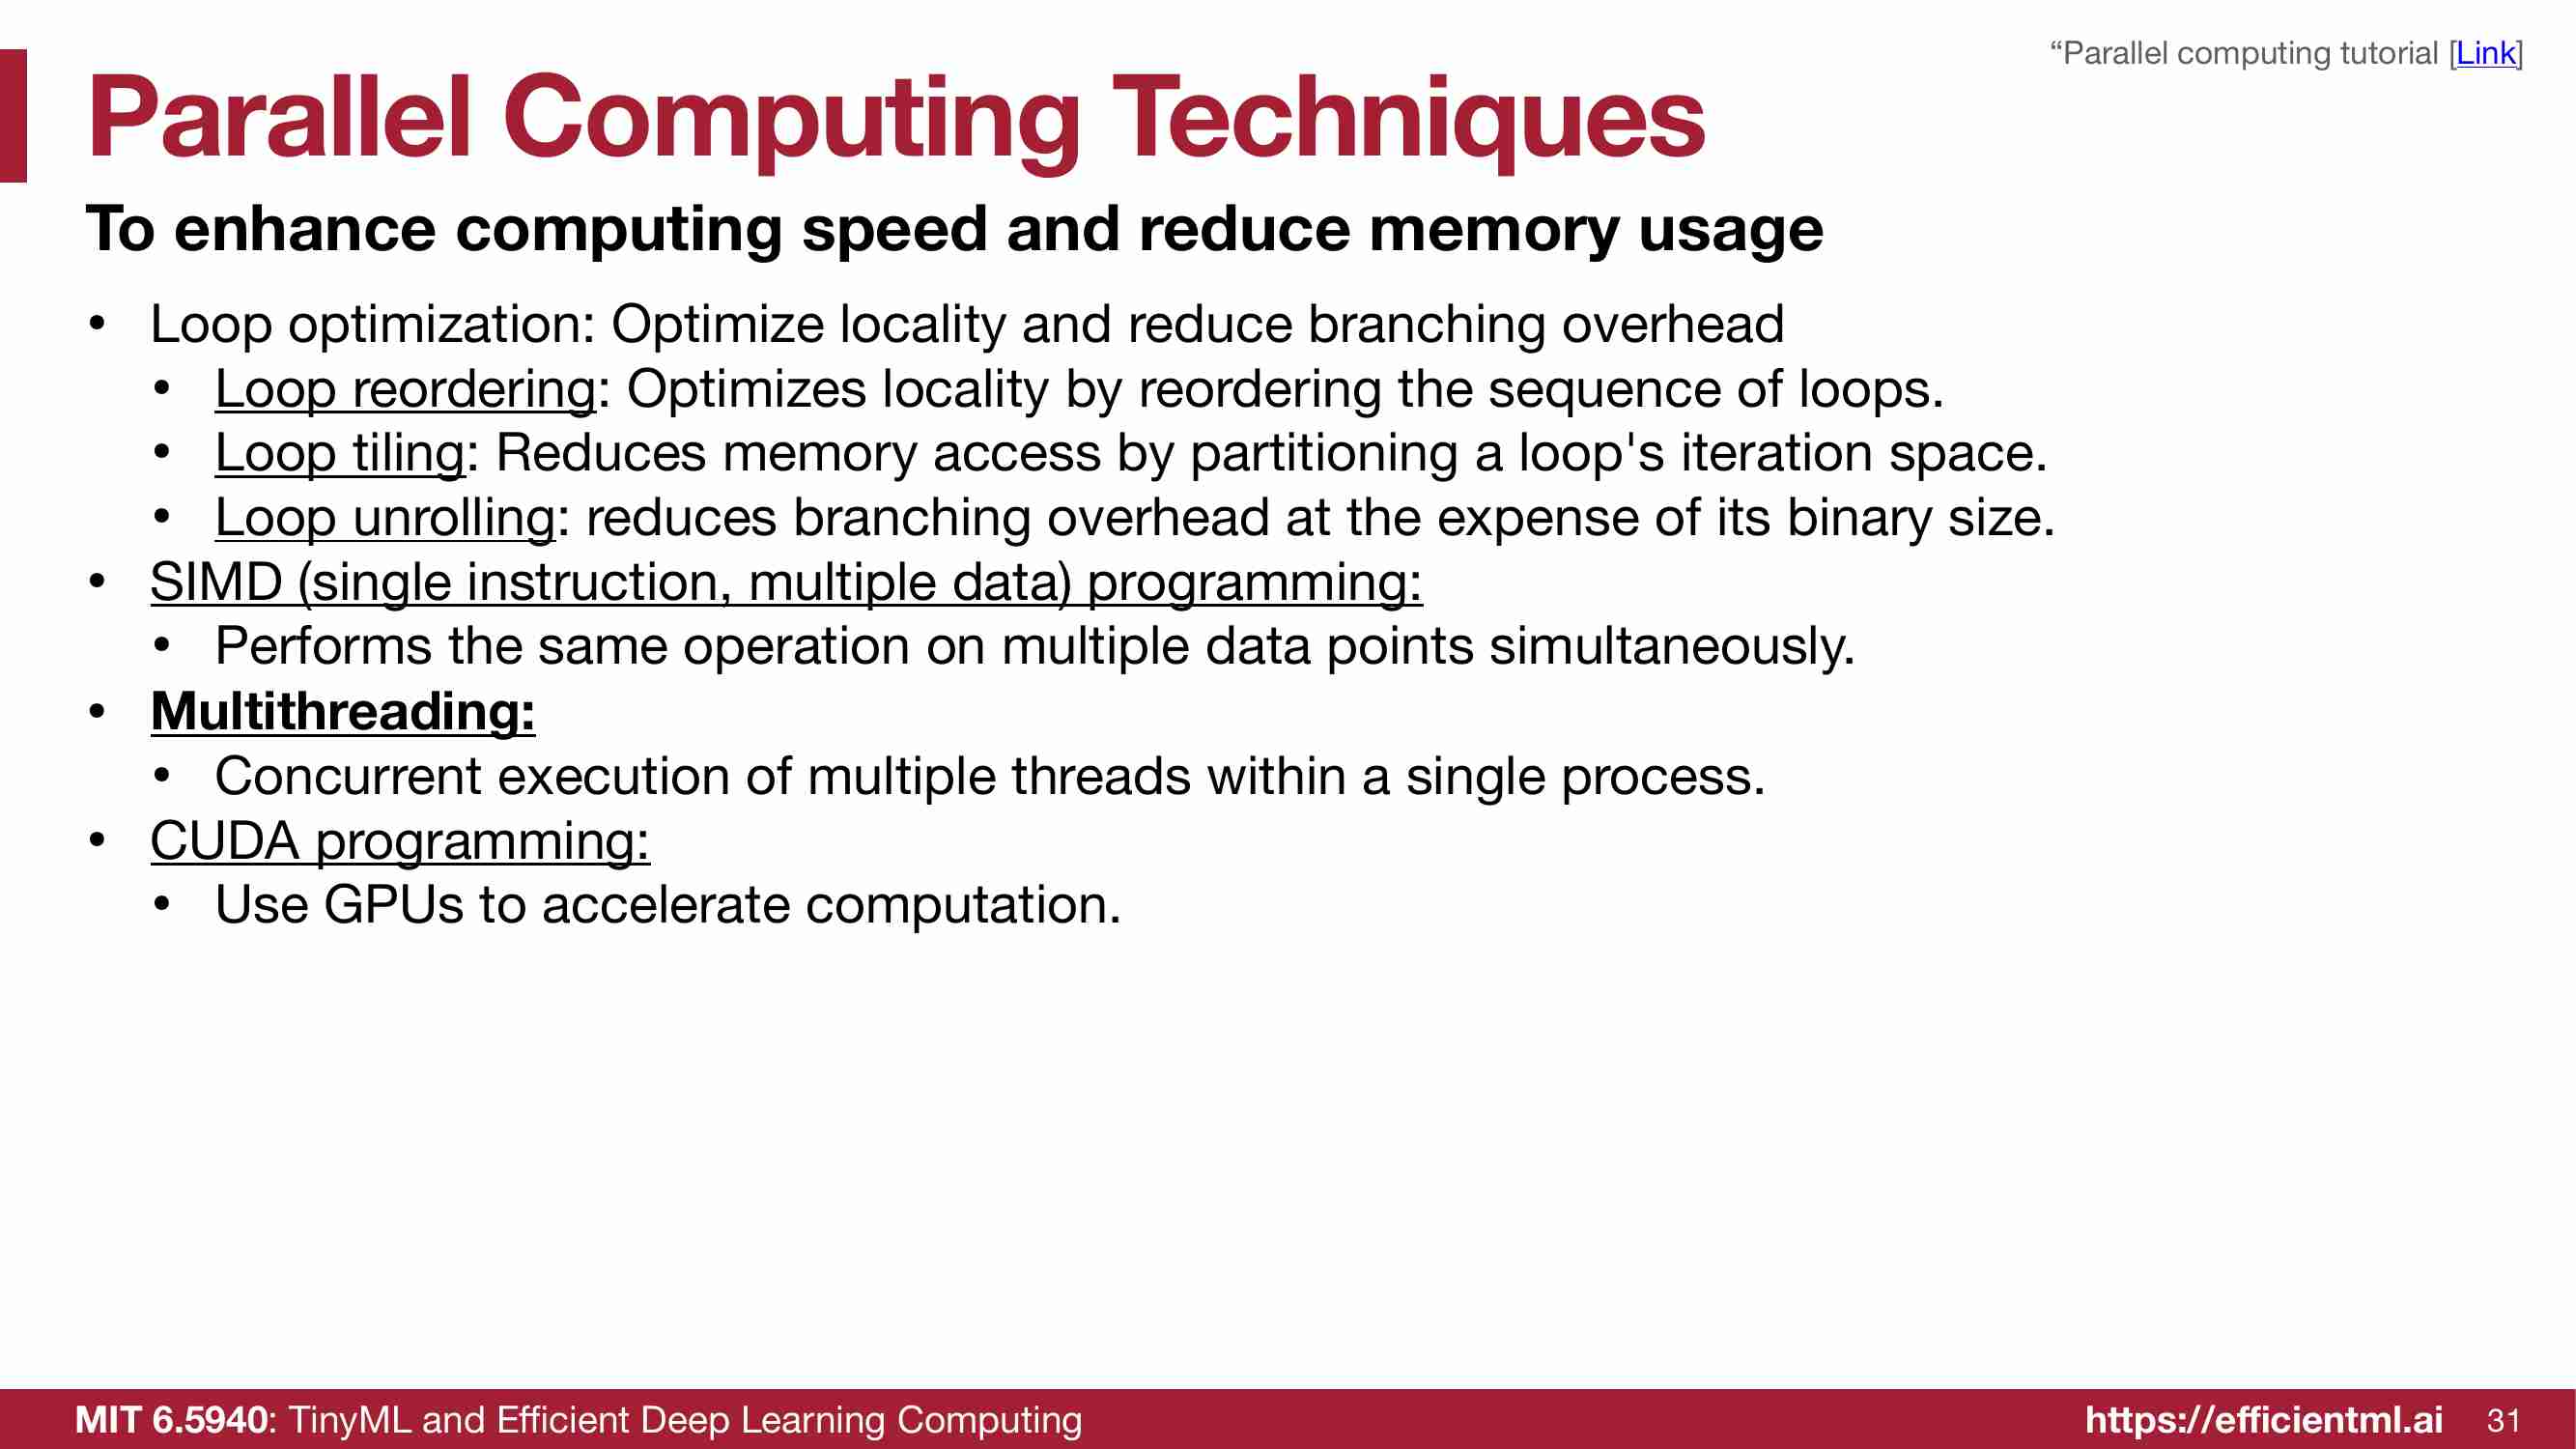 “Parallel computing tutorial [Link]
Parallel Computing Techniques
To enhance computing speed and reduce memory usage
• Loop optimization: Optimize locality and reduce branching overhead
• Loop reordering: Optimizes locality by reordering the sequence of loops.
• Loop tiling: Reduces memory access by partitioning a loop's iteration space.
• Loop unrolling: reduces branching overhead at the expense of its binary size.
• SIMD (single instruction, multiple data) programming:
• Performs the same operation on multiple data points simultaneously.
• Multithreading:
• Concurrent execution of multiple threads within a single process.
• CUDA programming:
• Use GPUs to accelerate computation.
MIT 6.5940: TinyML and Efficient Deep Learning Computing
https://efficientml.ai 31